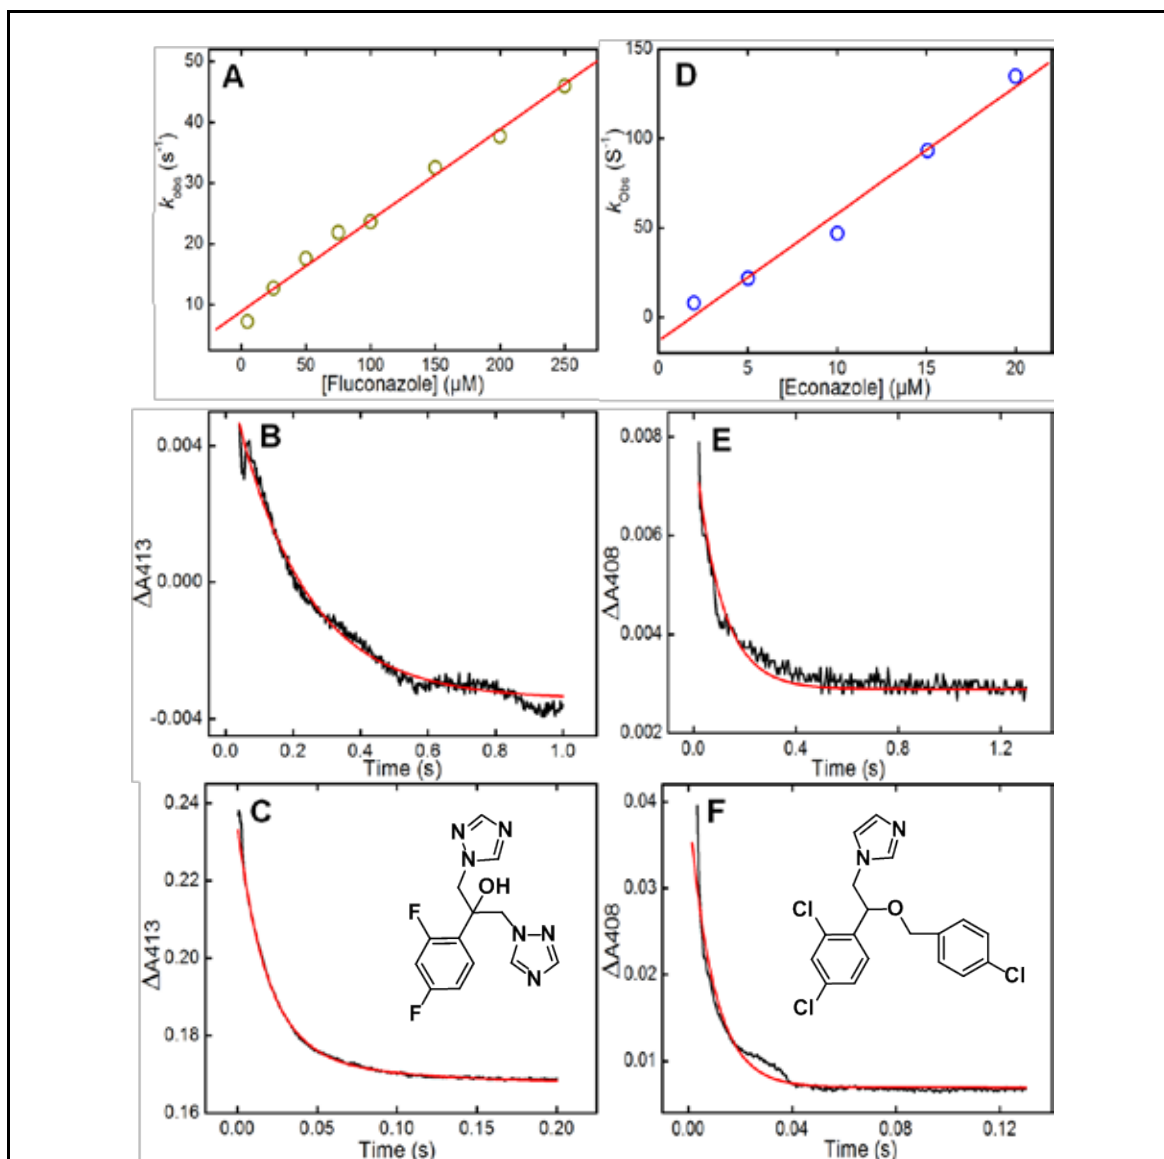 A
k_obs (s⁻¹)
50
40
30
20
10
0 50 100 150 200 250
[Fluconazole] (µM)
D
k_Obs (S⁻¹)
150
100
50
0
0 5 10 15 20
[Econazole] (µM)
B
ΔA413
0.004
0.000
-0.004
0.0 0.2 0.4 0.6 0.8 1.0
Time (s)
E
ΔA408
0.008
0.006
0.004
0.002
0.0 0.4 0.8 1.2
Time (s)
C
ΔA413
0.24
0.22
0.20
0.18
0.16
0.00 0.05 0.10 0.15 0.20
Time (s)
N
N
N
OH
F
N
N
N
F
F
ΔA408
0.04
0.03
0.02
0.01
0.00 0.04 0.08 0.12
Time (s)
N
N
Cl
O
Cl
Cl